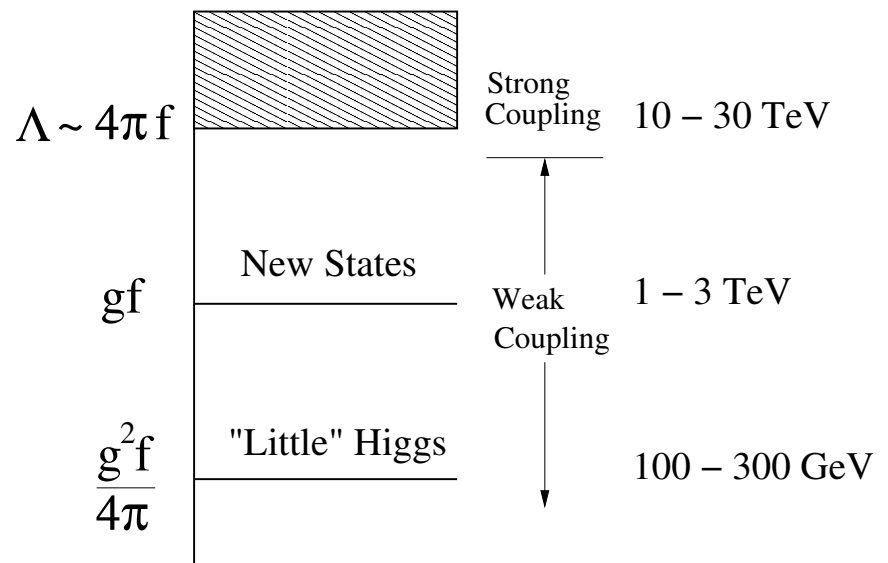 Λ ~ 4π f
Strong
Coupling
10 – 30 TeV
New States
gf
Weak
Coupling
1 – 3 TeV
"Little" Higgs
g²f
4π
100 – 300 GeV